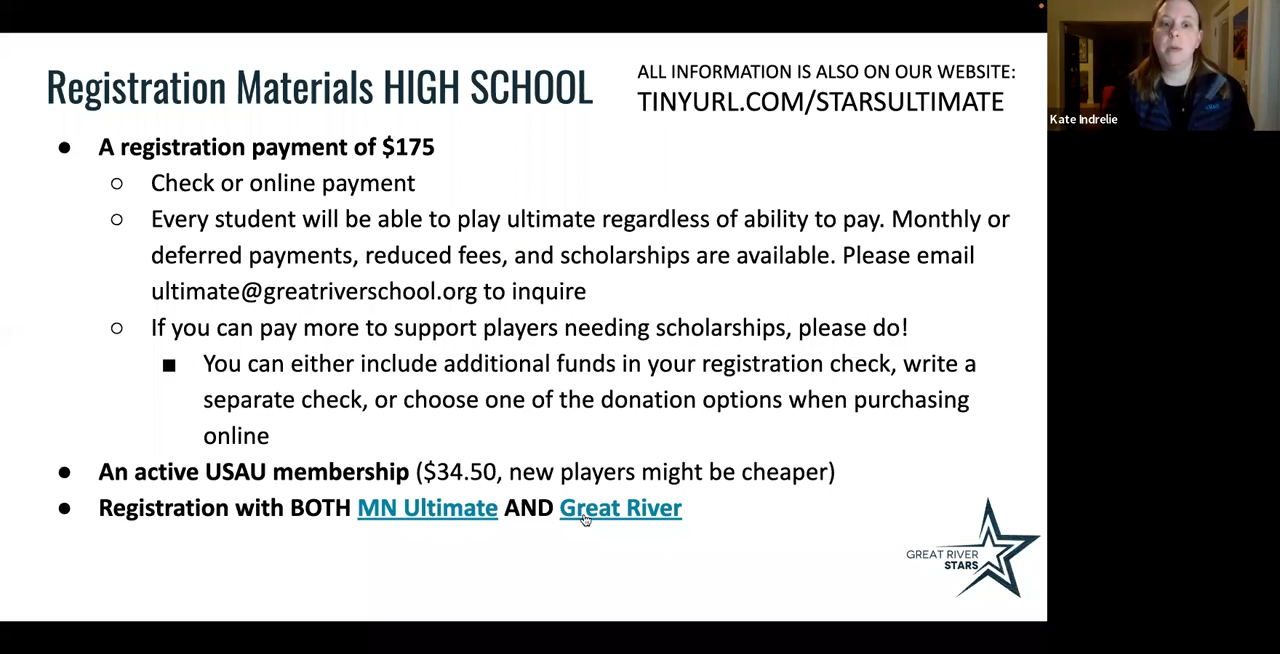 Registration Materials HIGH SCHOOL
ALL INFORMATION IS ALSO ON OUR WEBSITE:
TINYURL.COM/STARSULTIMATE
Kate Indrelie
● A registration payment of $175
○ Check or online payment
○ Every student will be able to play ultimate regardless of ability to pay. Monthly or
deferred payments, reduced fees, and scholarships are available. Please email
ultimate@greatriverschool.org to inquire
○ If you can pay more to support players needing scholarships, please do!
■ You can either include additional funds in your registration check, write a
separate check, or choose one of the donation options when purchasing
online
● An active USAU membership ($34.50, new players might be cheaper)
● Registration with BOTH MN Ultimate AND Great River
GREAT RIVER
STARS